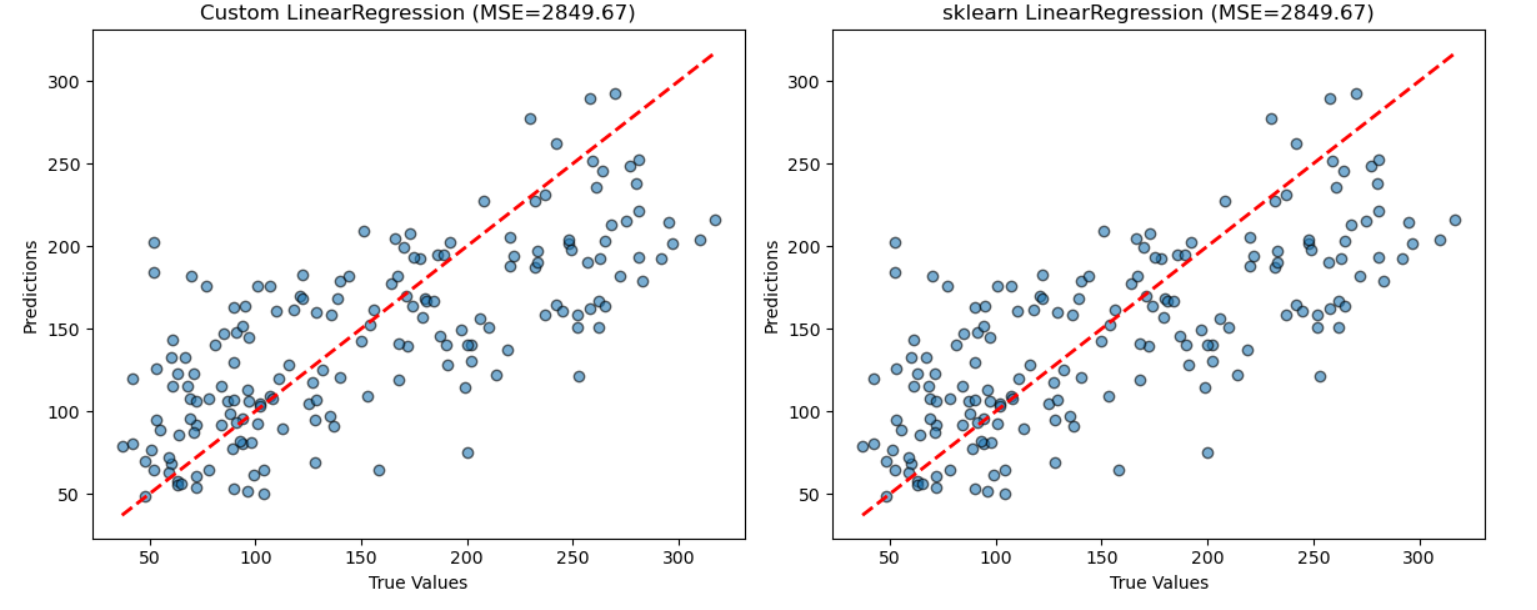 Custom LinearRegression (MSE=2849.67)
300
250
200
150
100
50
Predictions
50 100 150 200 250 300
True Values
sklearn LinearRegression (MSE=2849.67)
300
250
200
150
100
50
Predictions
50 100 150 200 250 300
True Values